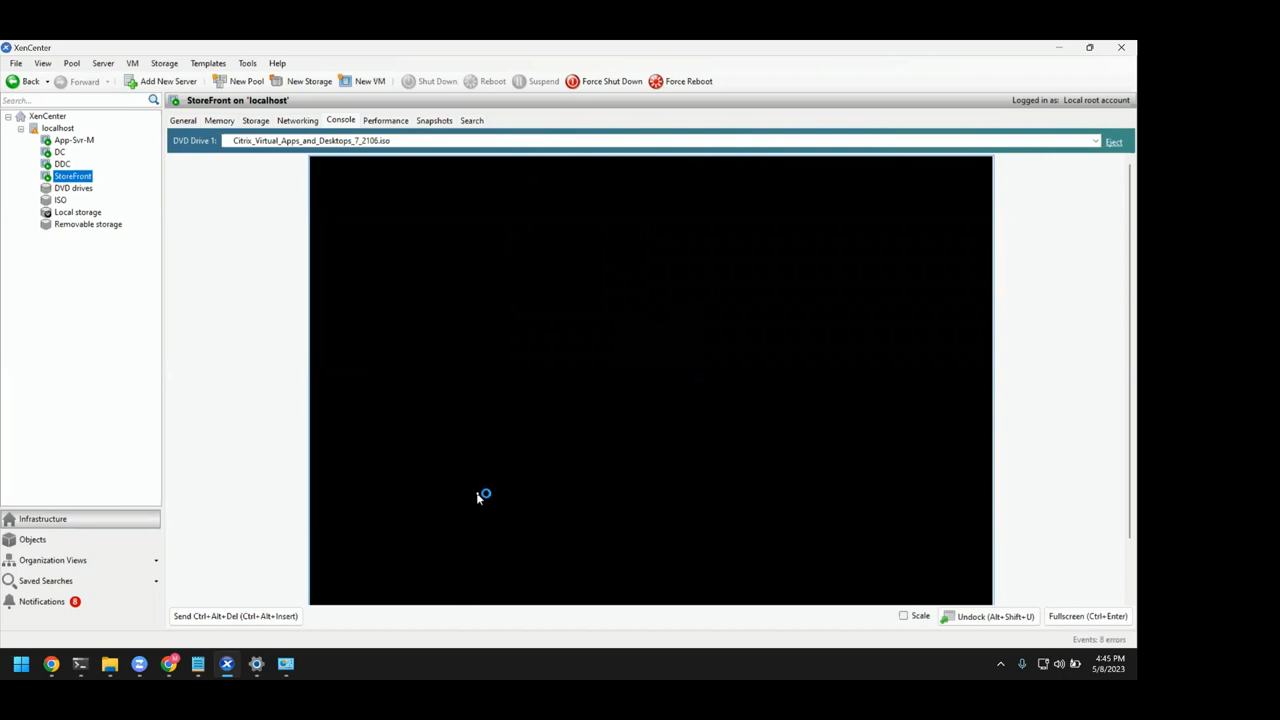 XenCenter
File View Pool Server VM Storage Templates Tools Help
Back Forward Add New Server New Pool New Storage New VM Shut Down Reboot Suspend Force Shut Down Force Reboot
Search...
StoreFront on 'localhost'
Logged in as: Local root account
XenCenter
localhost
App-Svr-M
DC
DDC
StoreFront
DVD drives
ISO
Local storage
Removable storage
General Memory Storage Networking Console Performance Snapshots Search
DVD Drive 1: Citrix_Virtual_Apps_and_Desktops_7_2106.iso Eject
Infrastructure
Objects
Organization Views
Saved Searches
Notifications 8
Send Ctrl+Alt+Del (Ctrl+Alt+Insert)
Scale
Undock (Alt+Shift+U)
Fullscreen (Ctrl+Enter)
Events: 8 errors
4:45 PM
5/8/2023